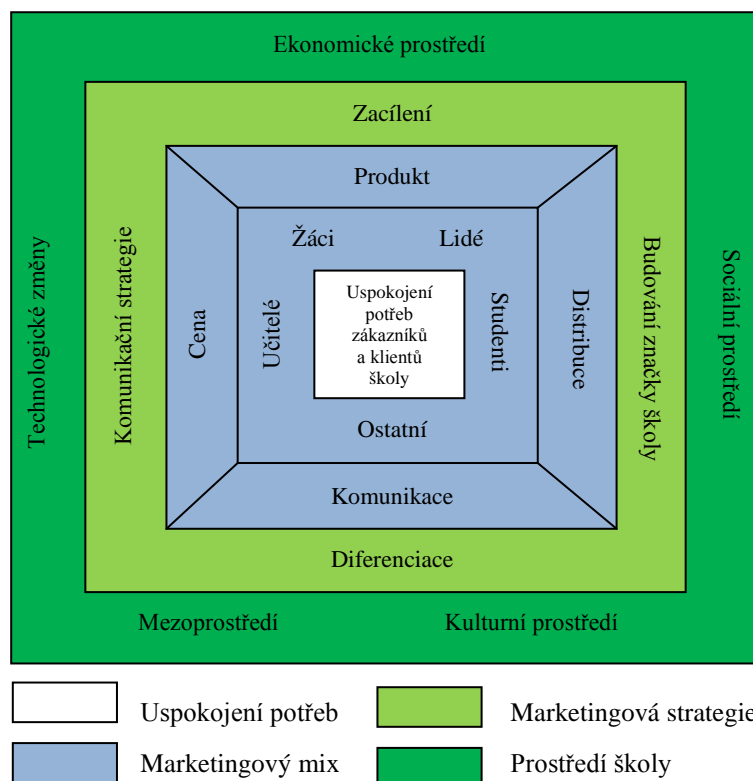 Ekonomické prostředí
Zacílení
Produkt
Žáci Lidé
Technologické změny
Komunikační strategie
Cena
Učitelé
Uspokojení
potřeb
zákazníků
a klientů
školy
Studenti
Distribuce
Budování značky školy
Sociální prostředí
Ostatní
Komunikace
Diferenciace
Mezoprostředí Kulturní prostředí
Uspokojení potřeb Marketingová strategie
Marketingový mix Prostředí školy